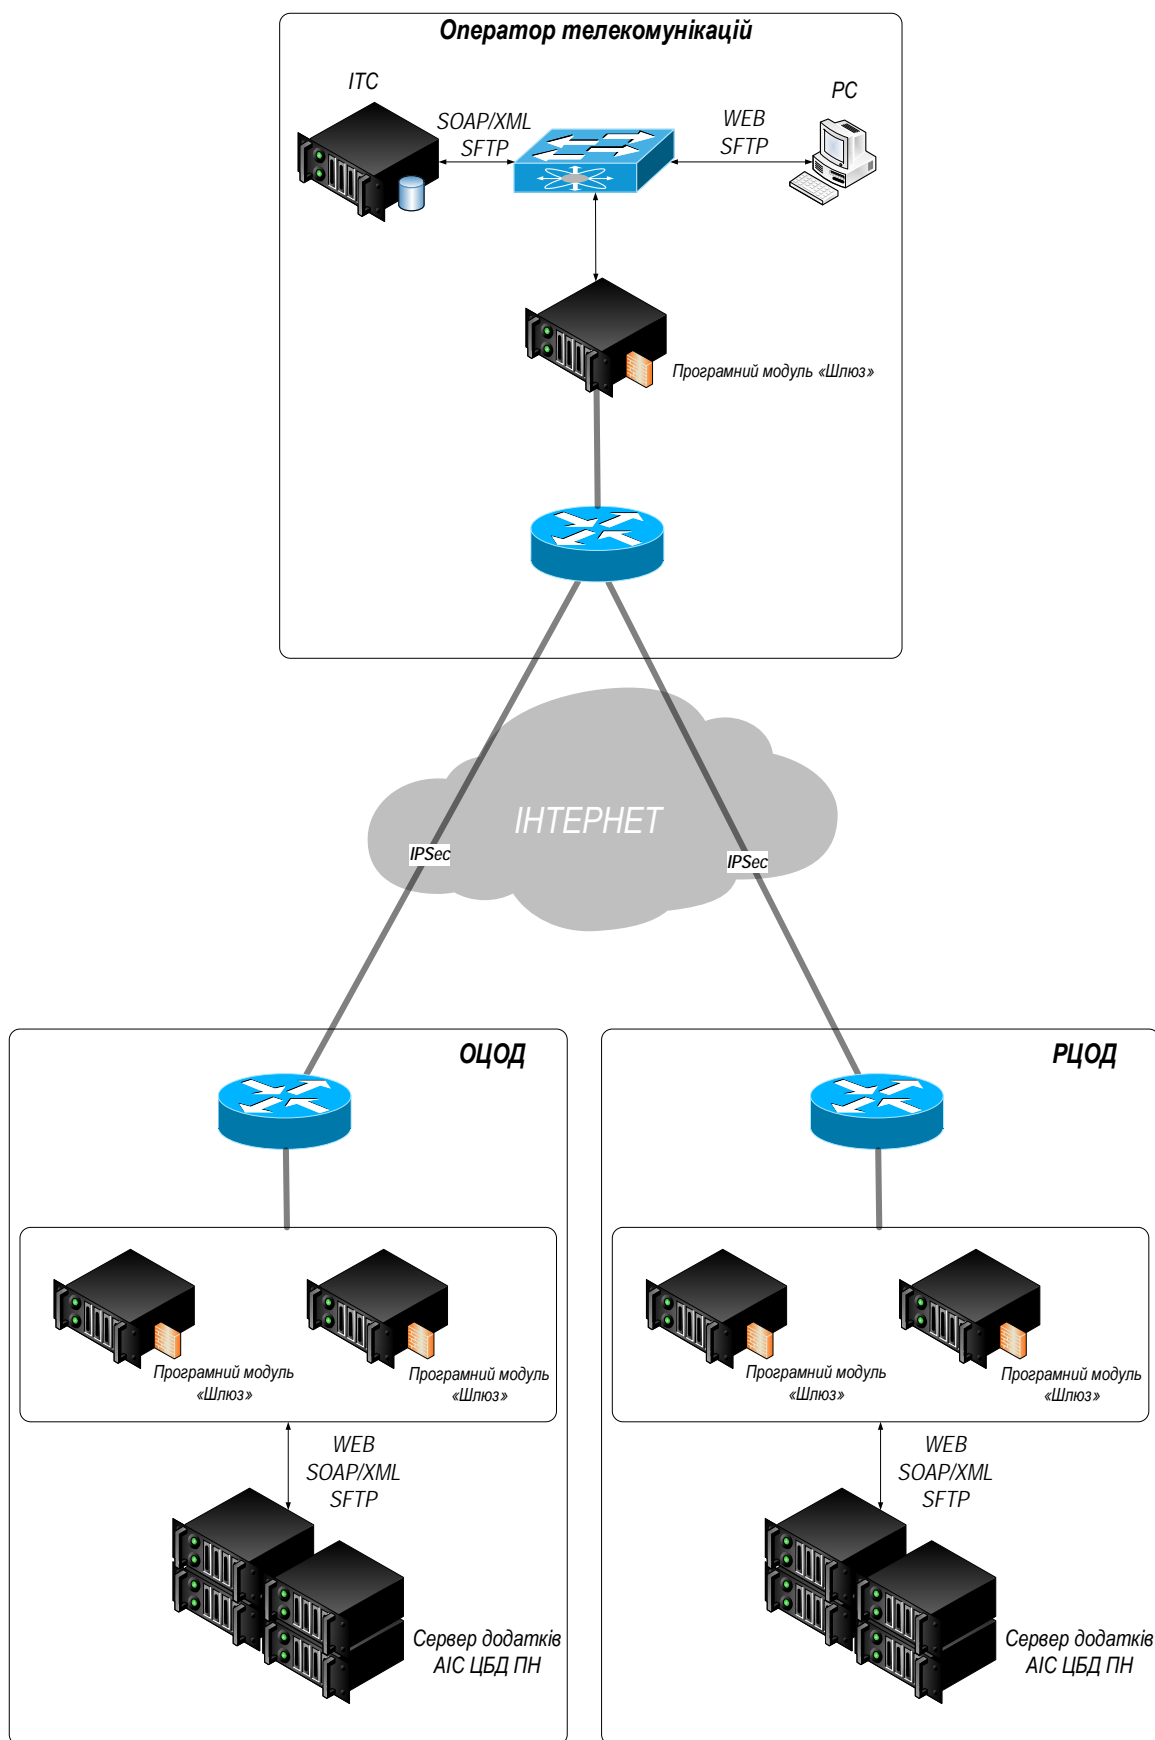 Оператор телекомунікацій
ІТС
PC
SOAP/XML
SFTP
WEB
SFTP
Програмний модуль «Шлюз»
ІНТЕРНЕТ
IPSec
IPSec
ОЦОД
РЦОД
Програмний модуль
«Шлюз»
Програмний модуль
«Шлюз»
Програмний модуль
«Шлюз»
Програмний модуль
«Шлюз»
WEB
SOAP/XML
SFTP
WEB
SOAP/XML
SFTP
Сервер додатків
АІС ЦБД ПН
Сервер додатків
АІС ЦБД ПН